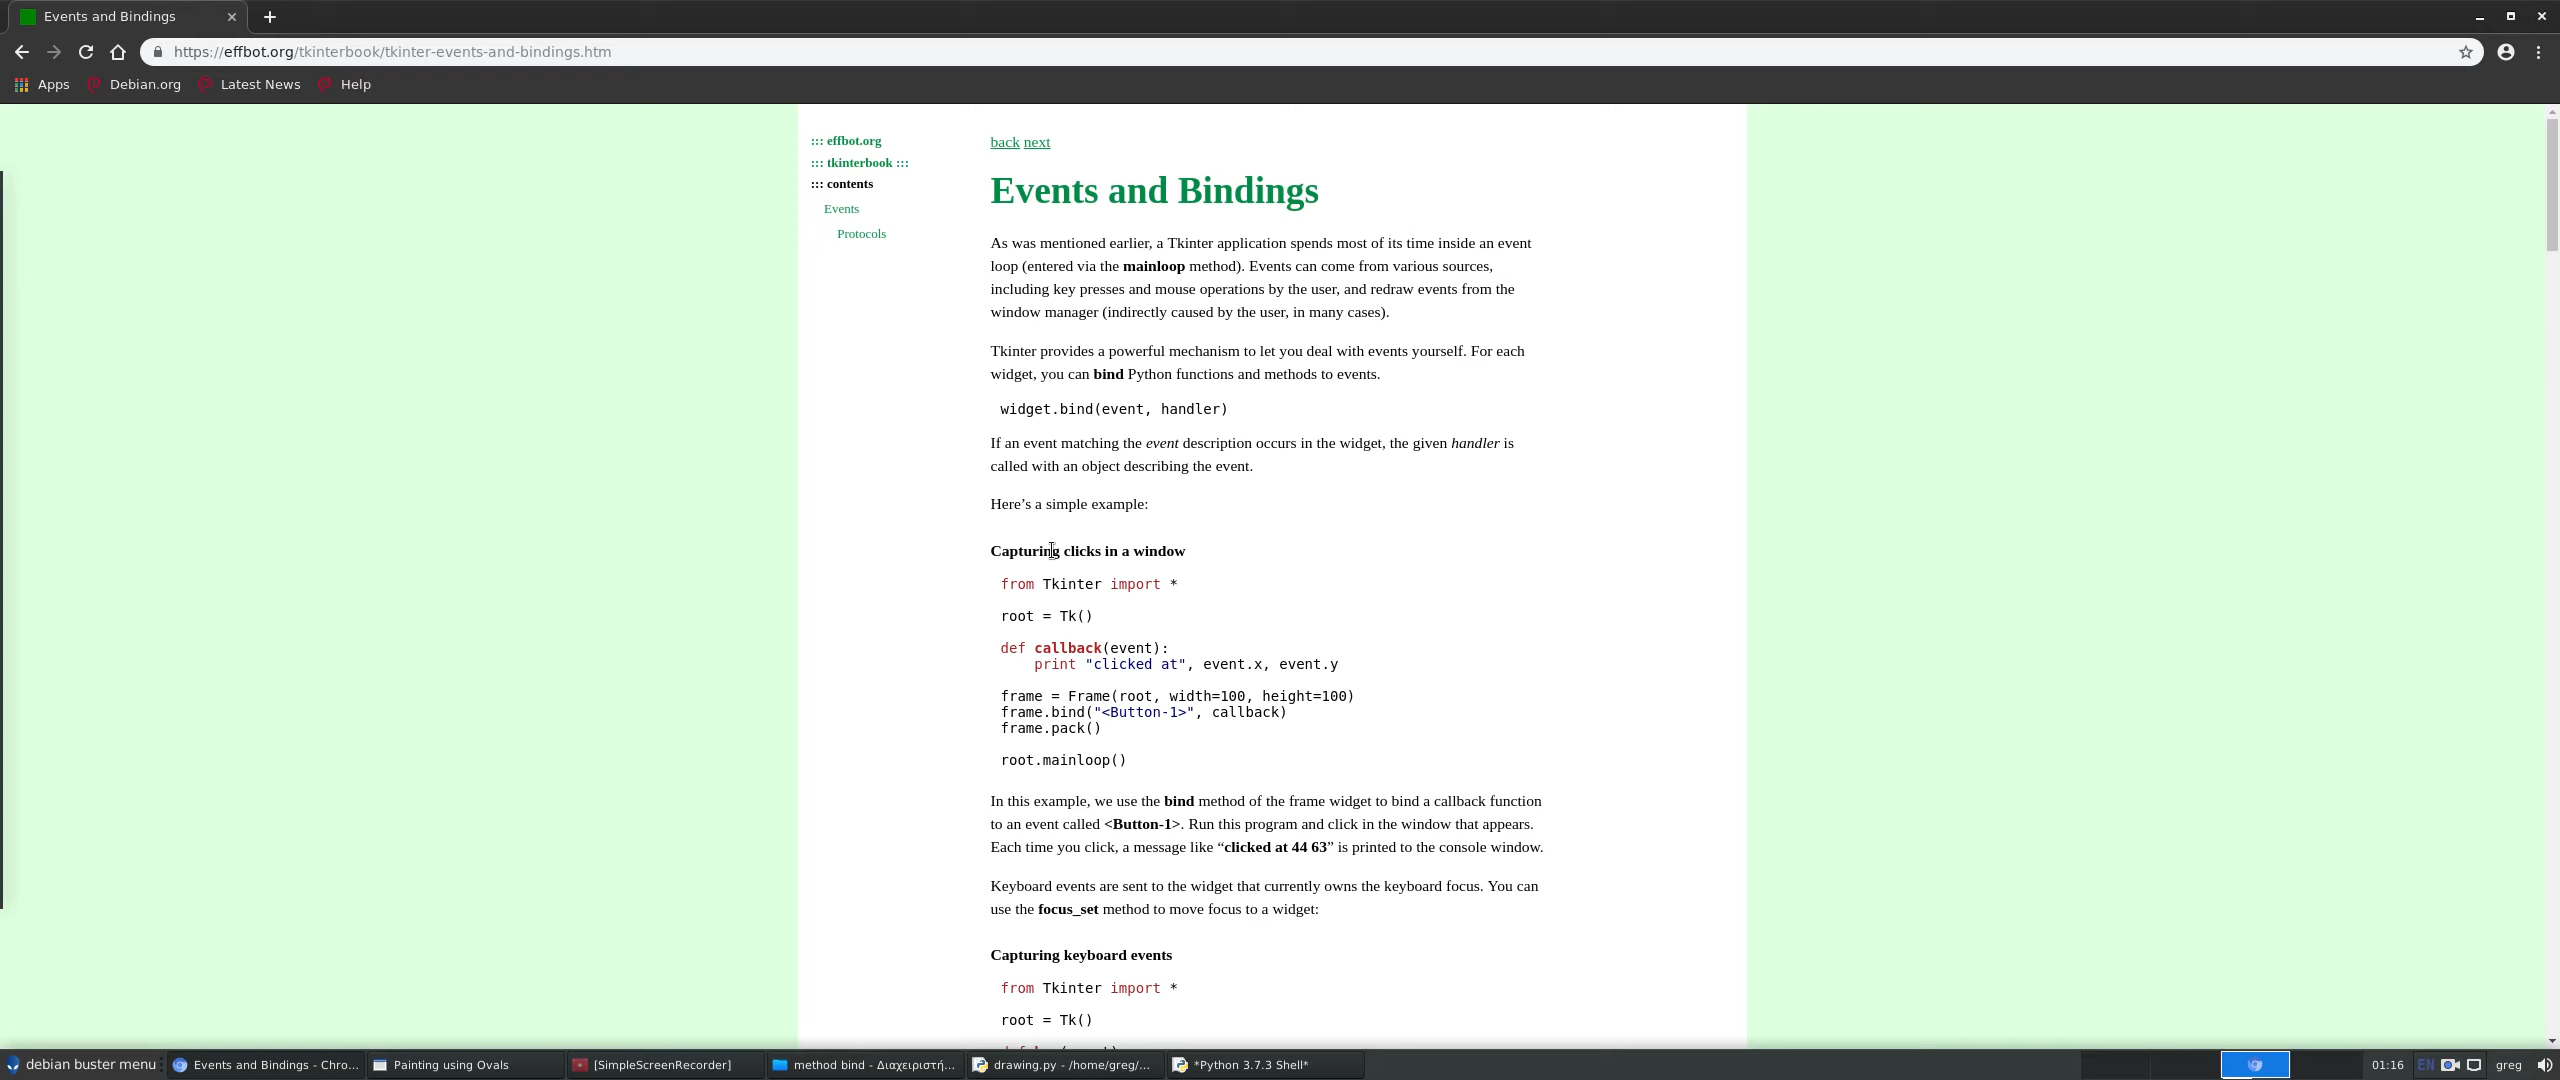 Events and Bindings
https://effbot.org/tkinterbook/tkinter-events-and-bindings.htm
Apps Debian.org Latest News Help
::: effbot.org
::: tkinterbook :::
::: contents
Events
Protocols
back next
Events and Bindings
As was mentioned earlier, a Tkinter application spends most of its time inside an event
loop (entered via the mainloop method). Events can come from various sources,
including key presses and mouse operations by the user, and redraw events from the
window manager (indirectly caused by the user, in many cases).
Tkinter provides a powerful mechanism to let you deal with events yourself. For each
widget, you can bind Python functions and methods to events.
widget.bind(event, handler)
If an event matching the event description occurs in the widget, the given handler is
called with an object describing the event.
Here’s a simple example:
Capturing clicks in a window
from Tkinter import *
root = Tk()
def callback(event):
print "clicked at", event.x, event.y
frame = Frame(root, width=100, height=100)
frame.bind("<Button-1>", callback)
frame.pack()
root.mainloop()
In this example, we use the bind method of the frame widget to bind a callback function
to an event called <Button-1>. Run this program and click in the window that appears.
Each time you click, a message like “clicked at 44 63” is printed to the console window.
Keyboard events are sent to the widget that currently owns the keyboard focus. You can
use the focus_set method to move focus to a widget:
Capturing keyboard events
from Tkinter import *
root = Tk()
debian buster menu Events and Bindings - Chro... Painting using Ovals [SimpleScreenRecorder] method bind - Διαχειριστή... drawing.py - /home/greg/... *Python 3.7.3 Shell* 01:16 EN greg